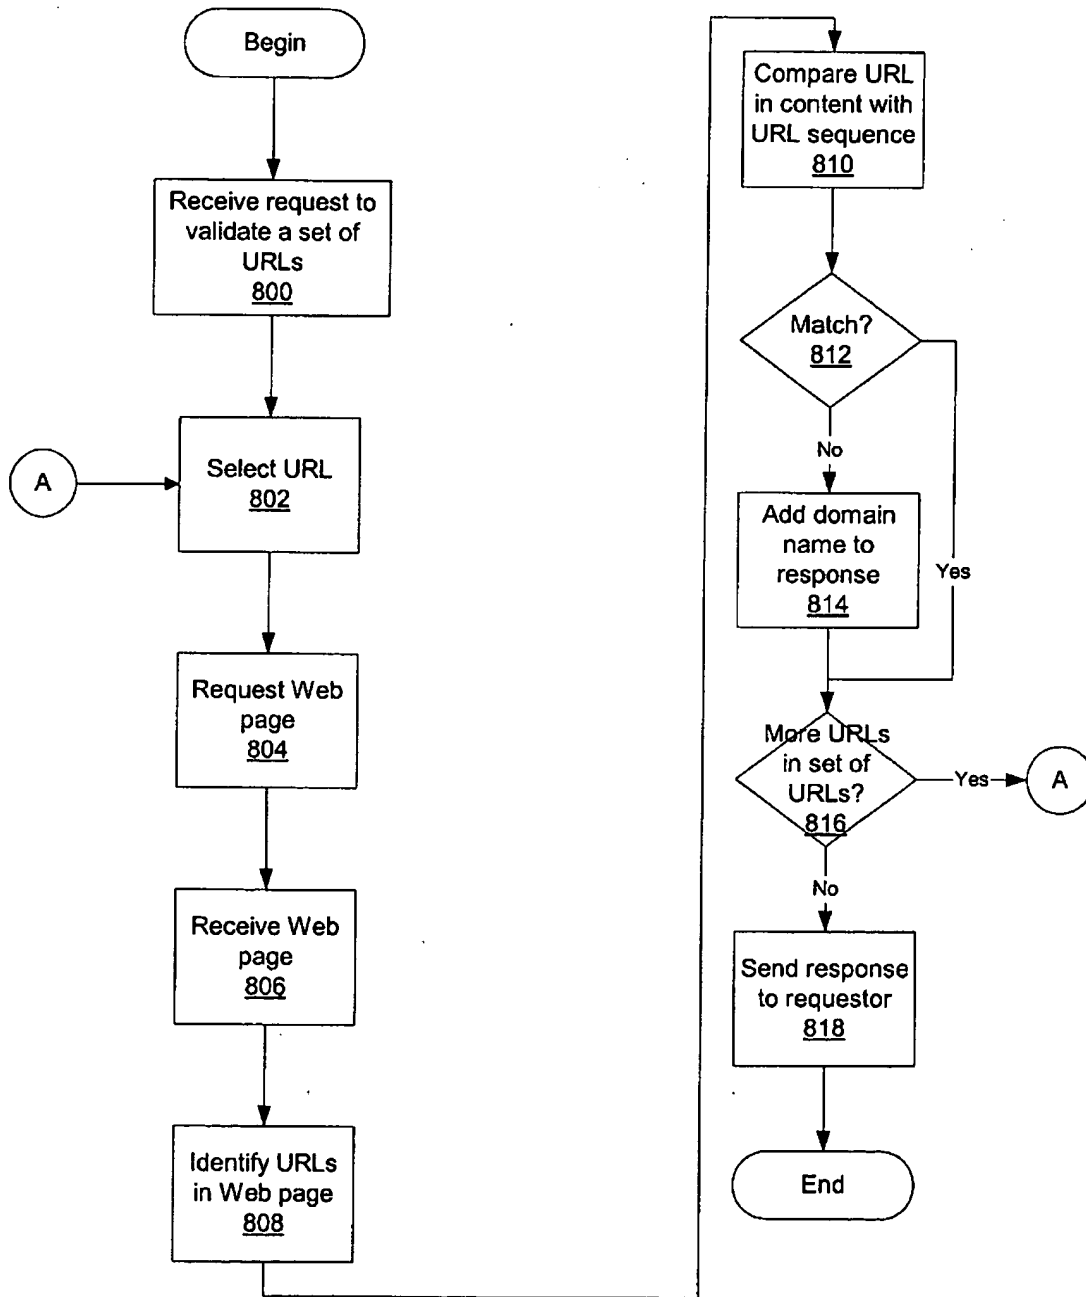 Begin
Receive request to
validate a set of
URLs
800
A
Select URL
802
Request Web
page
804
Receive Web
page
806
Identify URLs
in Web page
808
Compare URL
in content with
URL sequence
810
Match?
812
No
Yes
Add domain
name to
response
814
More URLs
in set of
URLs?
816
Yes
A
No
Send response
to requestor
818
End